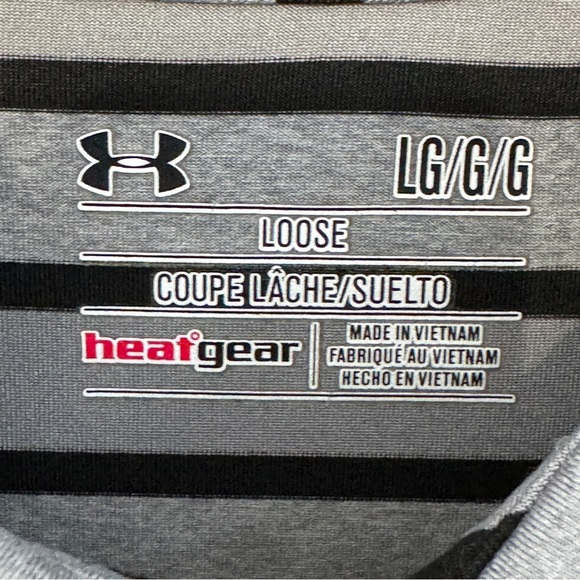 LG/G/G
LOOSE
COUPE LÂCHE/SUELTO
heatgear
MADE IN VIETNAM
FABRIQUÉ AU VIETNAM
HECHO EN VIETNAM